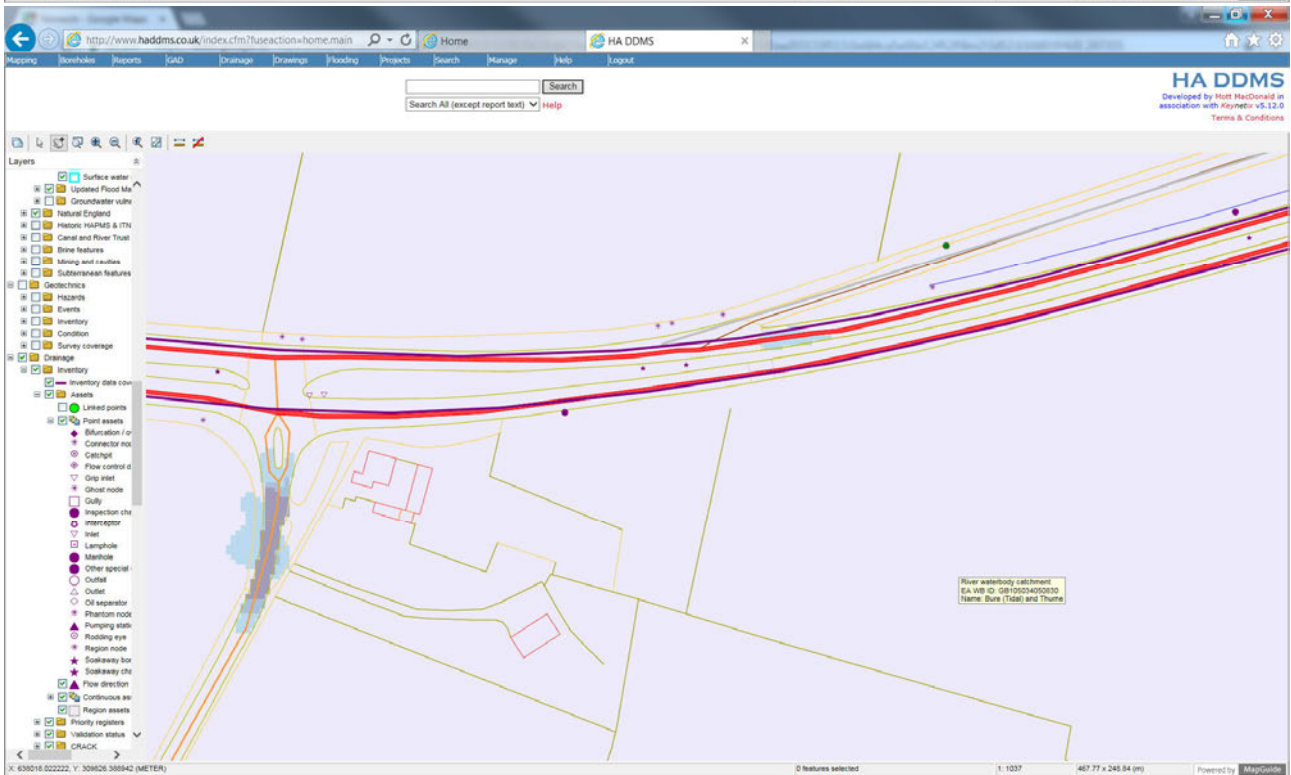 http://www.haddms.co.uk/index.cfm?fuseaction=home.main
Home
HA DDMS
Mapping Boreholes Reports GAD Drainage Drawings Flooding Projects Search Manage Help Logout
Search
Search All (except report text) Help
HA DDMS
Developed by Mott MacDonald in
association with Keynetix v5.12.0
Terms & Conditions
Layers
Surface water
Updated Flood Ma
Groundwater vulne
Natural England
Historic HAPMS & ITN
Canal and River Trust
Brine features
Mining and cavities
Subterranean features
Geotechnics
Hazards
Events
Inventory
Condition
Survey coverage
Drainage
Inventory
Inventory data cov
Assets
Linked points
Point assets
Bifurcation / o
Connector nod
Catchpit
Flow control d
Grip inlet
Ghost node
Gully
Inspection cha
Interceptor
Inlet
Lamphole
Manhole
Other special
Outfall
Outlet
Oil seperator
Phantom node
Pumping stati
Rodding eye
Region node
Soakaway bor
Soakaway cha
Flow direction
Continuous ass
Region assets
Priority registers
Validation status
CRACK
River waterbody catchment
EA WB ID: GB105034050830
Name: Bure (Tidal) and Thurne
X: 638018.022222, Y: 309826.388942 (METER)
0 features selected
1: 1037
467.77 x 248.84 (m)
Powered by MapGuide